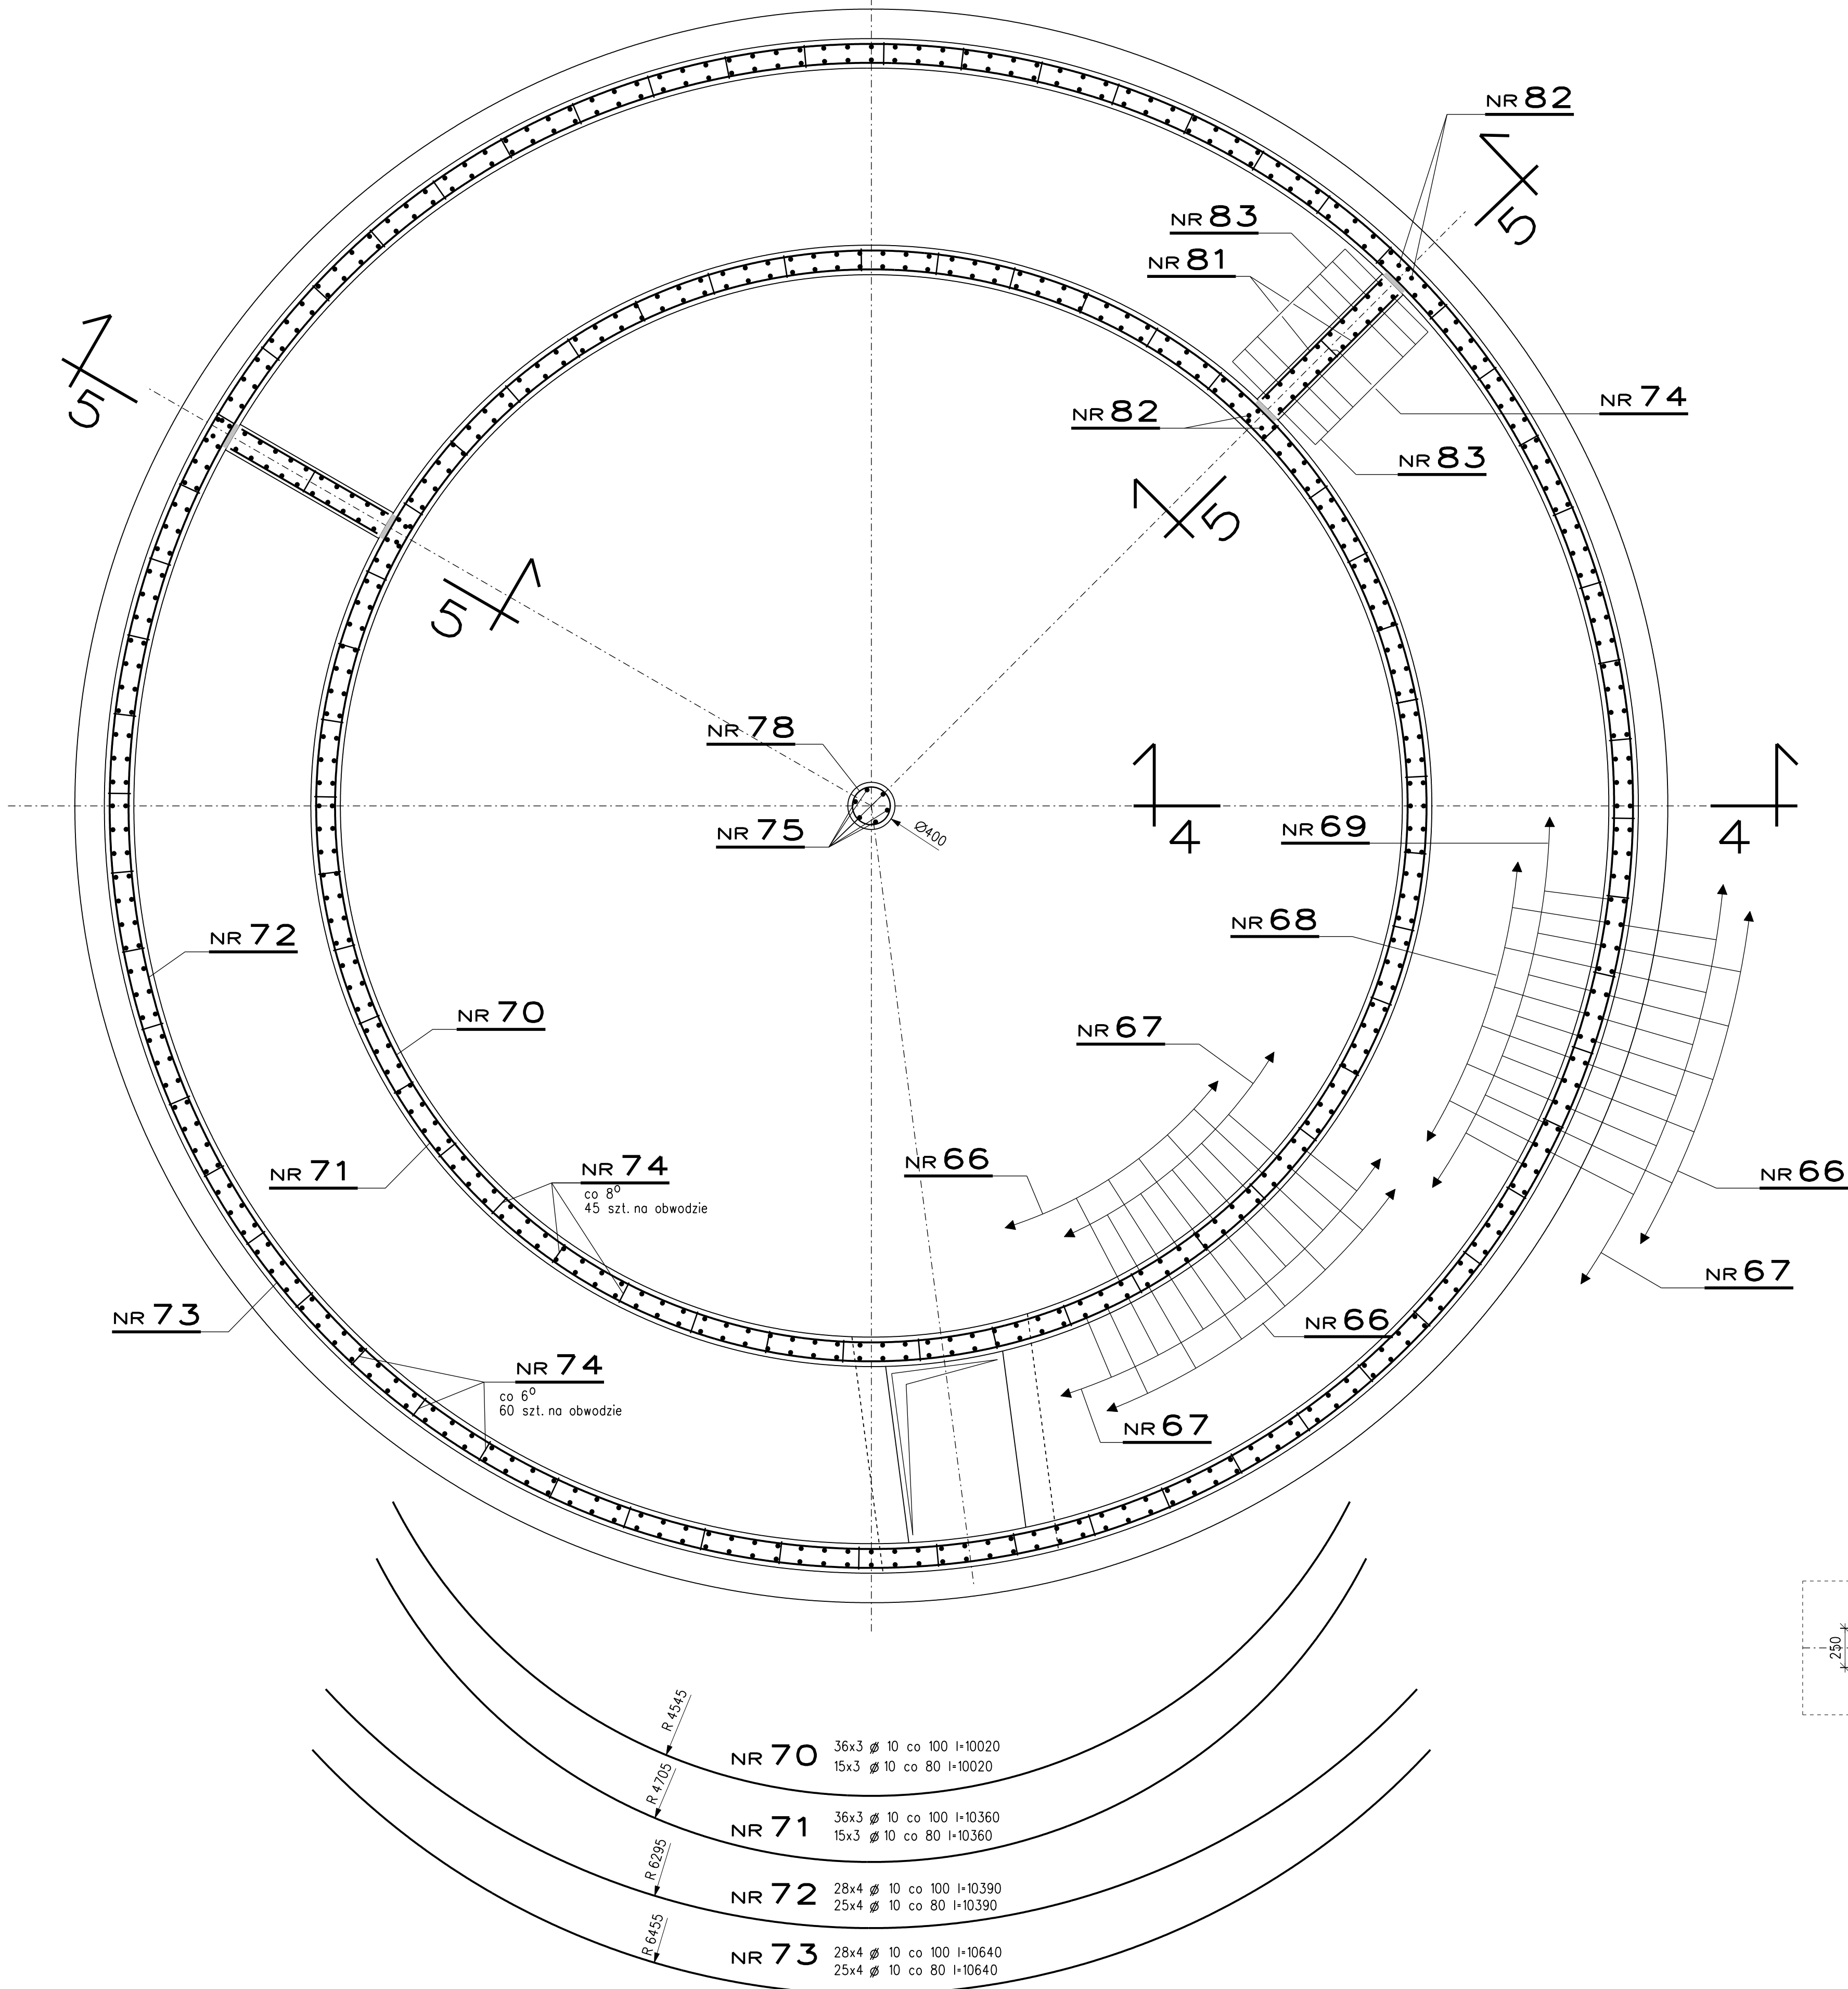 NR 82
5
NR 83
NR 81
5
NR 74
NR 82
NR 83
5
5
NR 78
NR 75
Ø400
4
4
NR 69
NR 72
NR 68
NR 70
NR 67
NR 66
NR 71
NR 74
co 8°
45 szt. na obwodzie
NR 66
NR 67
NR 73
NR 66
NR 74
co 6°
60 szt. na obwodzie
NR 67
250
R 4545
NR 70 36x3 ø 10 co 100 l=10020
15x3 ø 10 co 80 l=10020
R 4705
NR 71 36x3 ø 10 co 100 l=10360
15x3 ø 10 co 80 l=10360
R 6295
NR 72 28x4 ø 10 co 100 l=10390
25x4 ø 10 co 80 l=10390
R 6455
NR 73 28x4 ø 10 co 100 l=10640
25x4 ø 10 co 80 l=10640